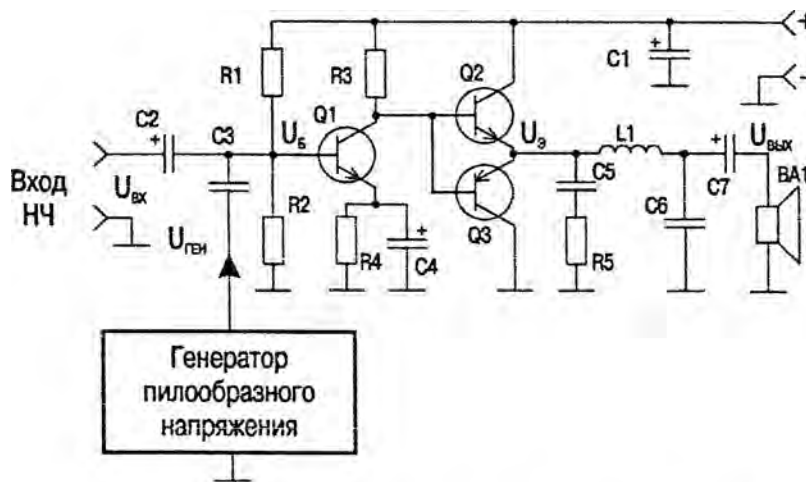 R1
R3
Q1
Q2
C1
+
-
C2
+
C3
Uб
Uэ
L1
+
Uвых
Вход
НЧ
Uвх
Uген
R2
R4
+
C4
Q3
C5
R5
C6
C7
BA1
+
Генератор
пилообразного
напряжения